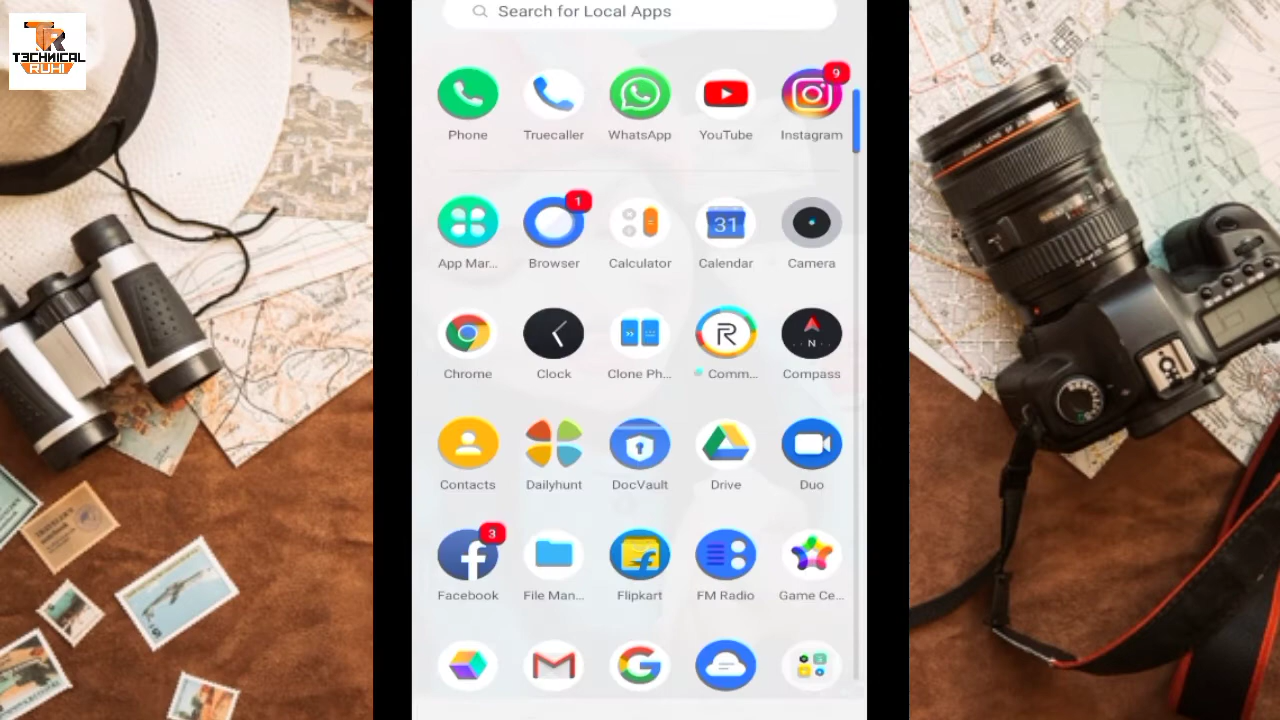 TECHNICAL
RUHI
Search for Local Apps
9
Phone Truecaller WhatsApp YouTube Instagram
1
31
App Mar... Browser Calculator Calendar Camera
R
N
Chrome Clock Clone Ph... Comm... Compass
Contacts Dailyhunt DocVault Drive Duo
3
Facebook File Man... Flipkart FM Radio Game Ce...